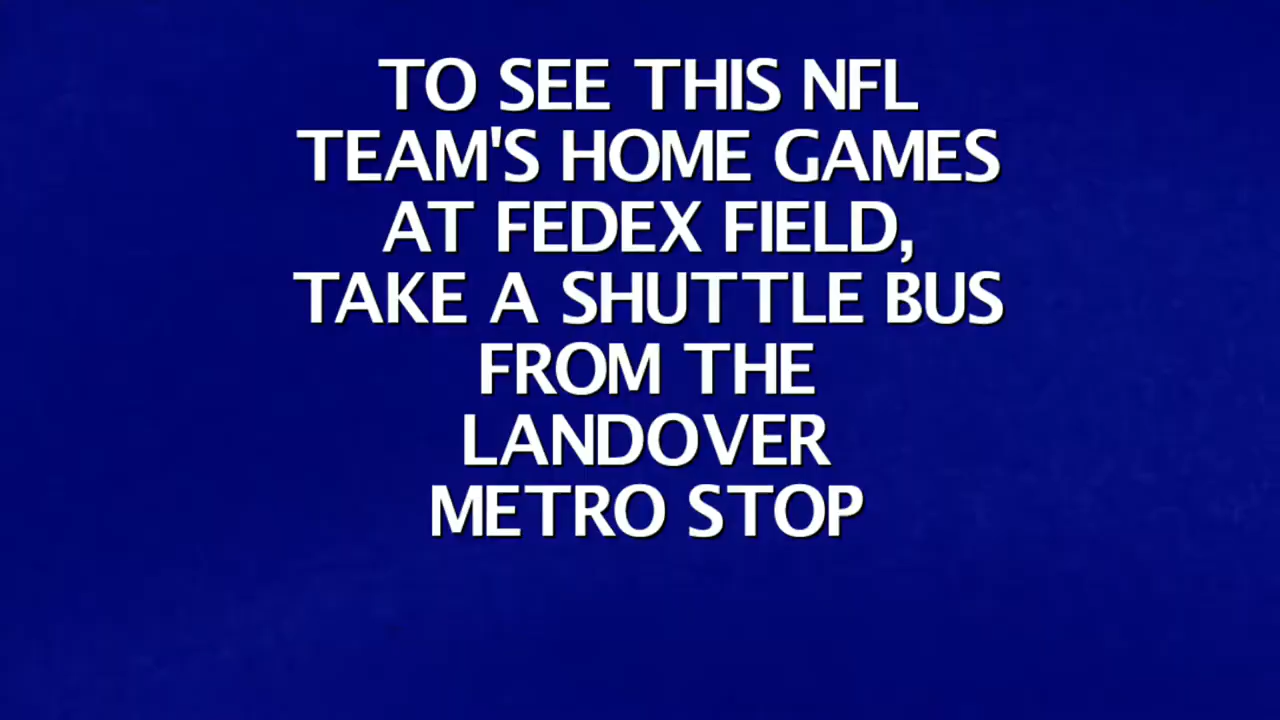 TO SEE THIS NFL
TEAM'S HOME GAMES
AT FEDEX FIELD,
TAKE A SHUTTLE BUS
FROM THE
LANDOVER
METRO STOP